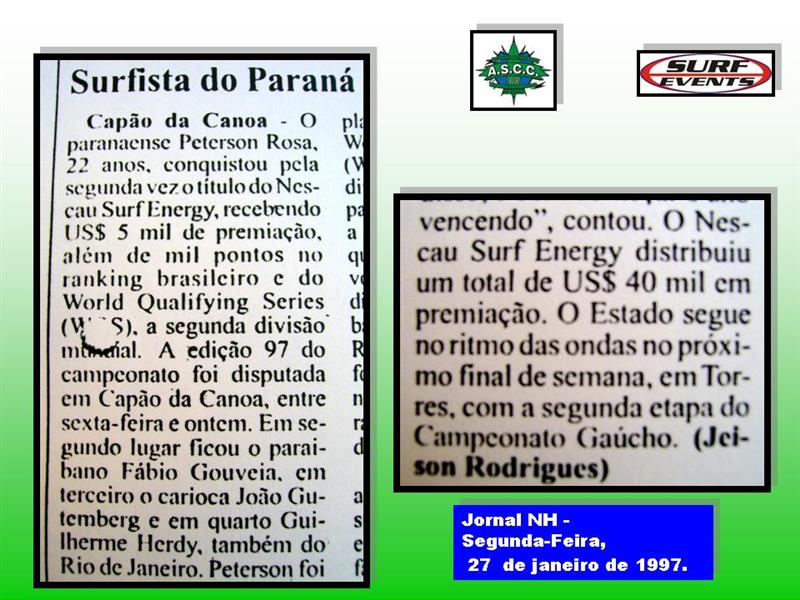 Surfista do Paraná
Capão da Canoa - O
paranaense Peterson Rosa,
22 anos, conquistou pela
segunda vez o título do Nes-
cau Surf Energy, recebendo
US$ 5 mil de premiação,
além de mil pontos no
ranking brasileiro e do
World Qualifying Series
(W S), a segunda divisão
mundial. A edição 97 do
campeonato foi disputada
em Capão da Canoa, entre
sexta-feira e ontem. Em se-
gundo lugar ficou o parai-
bano Fábio Gouveia, em
terceiro o carioca João Gu-
temberg e em quarto Gui-
lherme Herdy, também do
Rio de Janeiro. Peterson foi
A.S.C.C.
SURF
EVENTS
vencendo”, contou. O Nes-
cau Surf Energy distribuiu
um total de US$ 40 mil em
premiação. O Estado segue
no ritmo das ondas no próxi-
mo final de semana, em Tor-
res, com a segunda etapa do
Campeonato Gaúcho. (Jei-
son Rodrigues)
Jornal NH -
Segunda-Feira,
27 de janeiro de 1997.